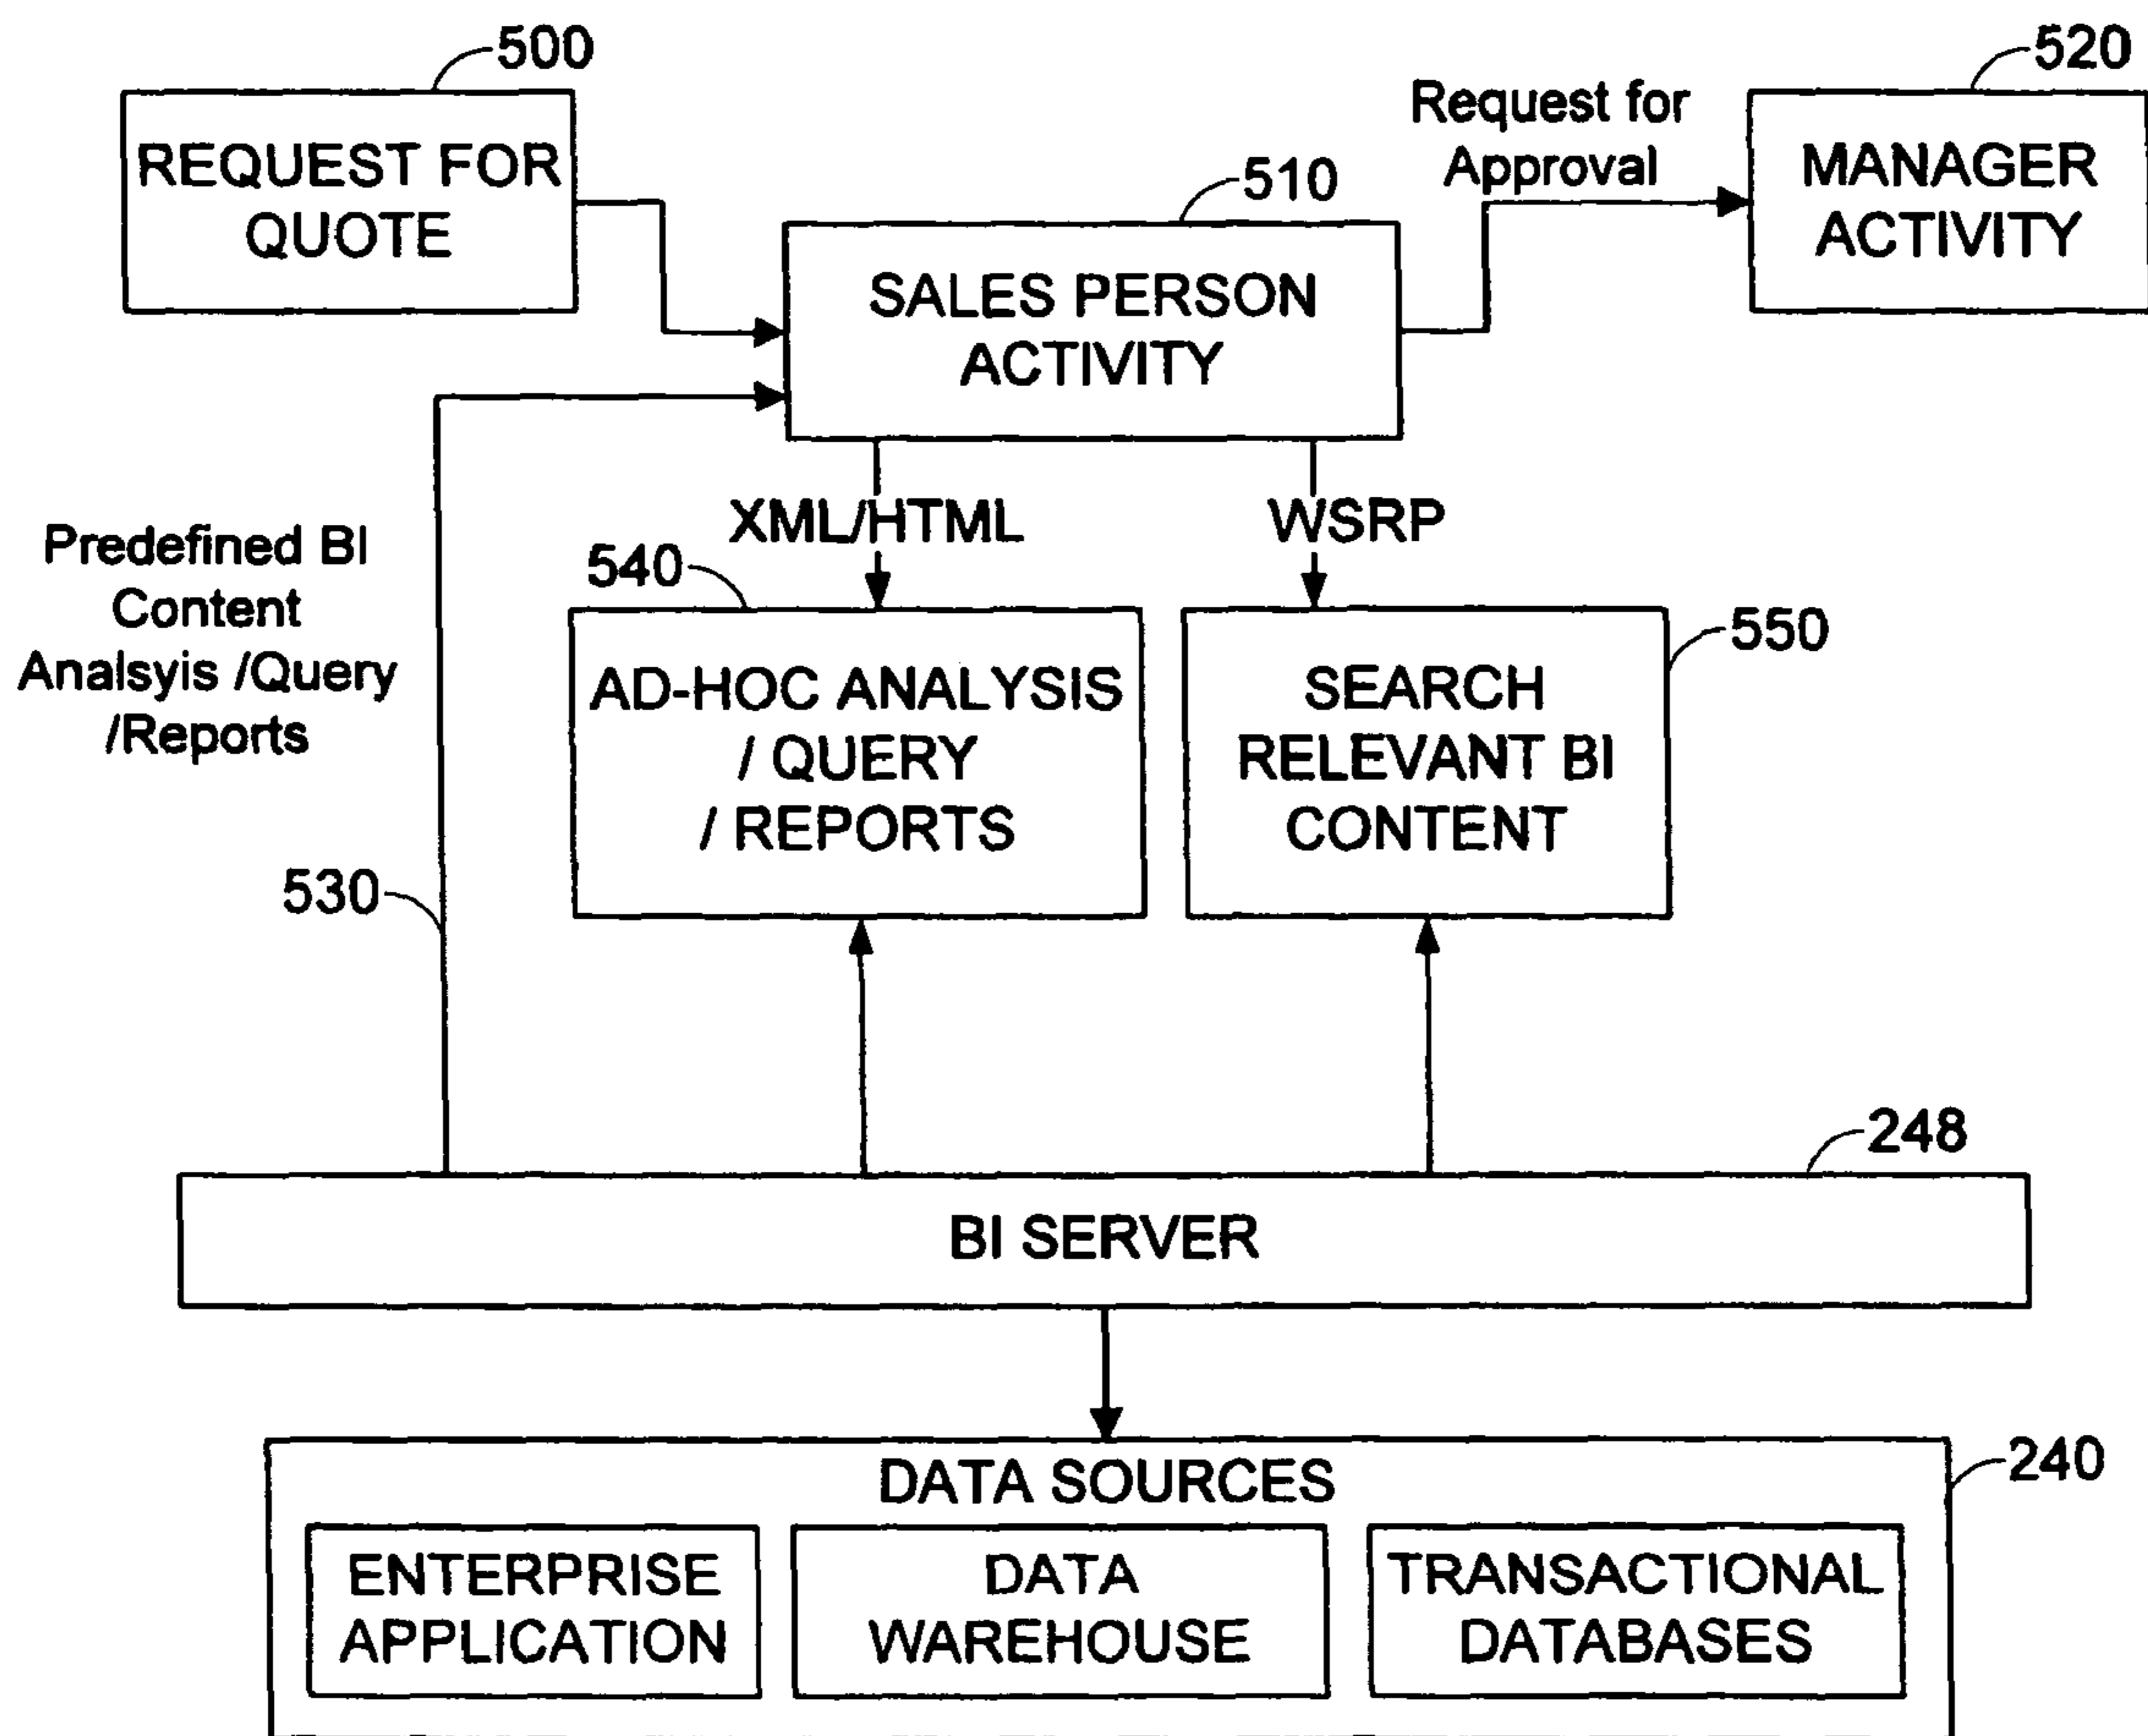 500
REQUEST FOR
QUOTE
510
SALES PERSON
ACTIVITY
Request for
Approval
520
MANAGER
ACTIVITY
Predefined BI
Content
Analsyis /Query
/Reports
530
XML/HTML
WSRP
540
AD-HOC ANALYSIS
/ QUERY
/ REPORTS
550
SEARCH
RELEVANT BI
CONTENT
248
BI SERVER
240
DATA SOURCES
ENTERPRISE
APPLICATION
DATA
WAREHOUSE
TRANSACTIONAL
DATABASES